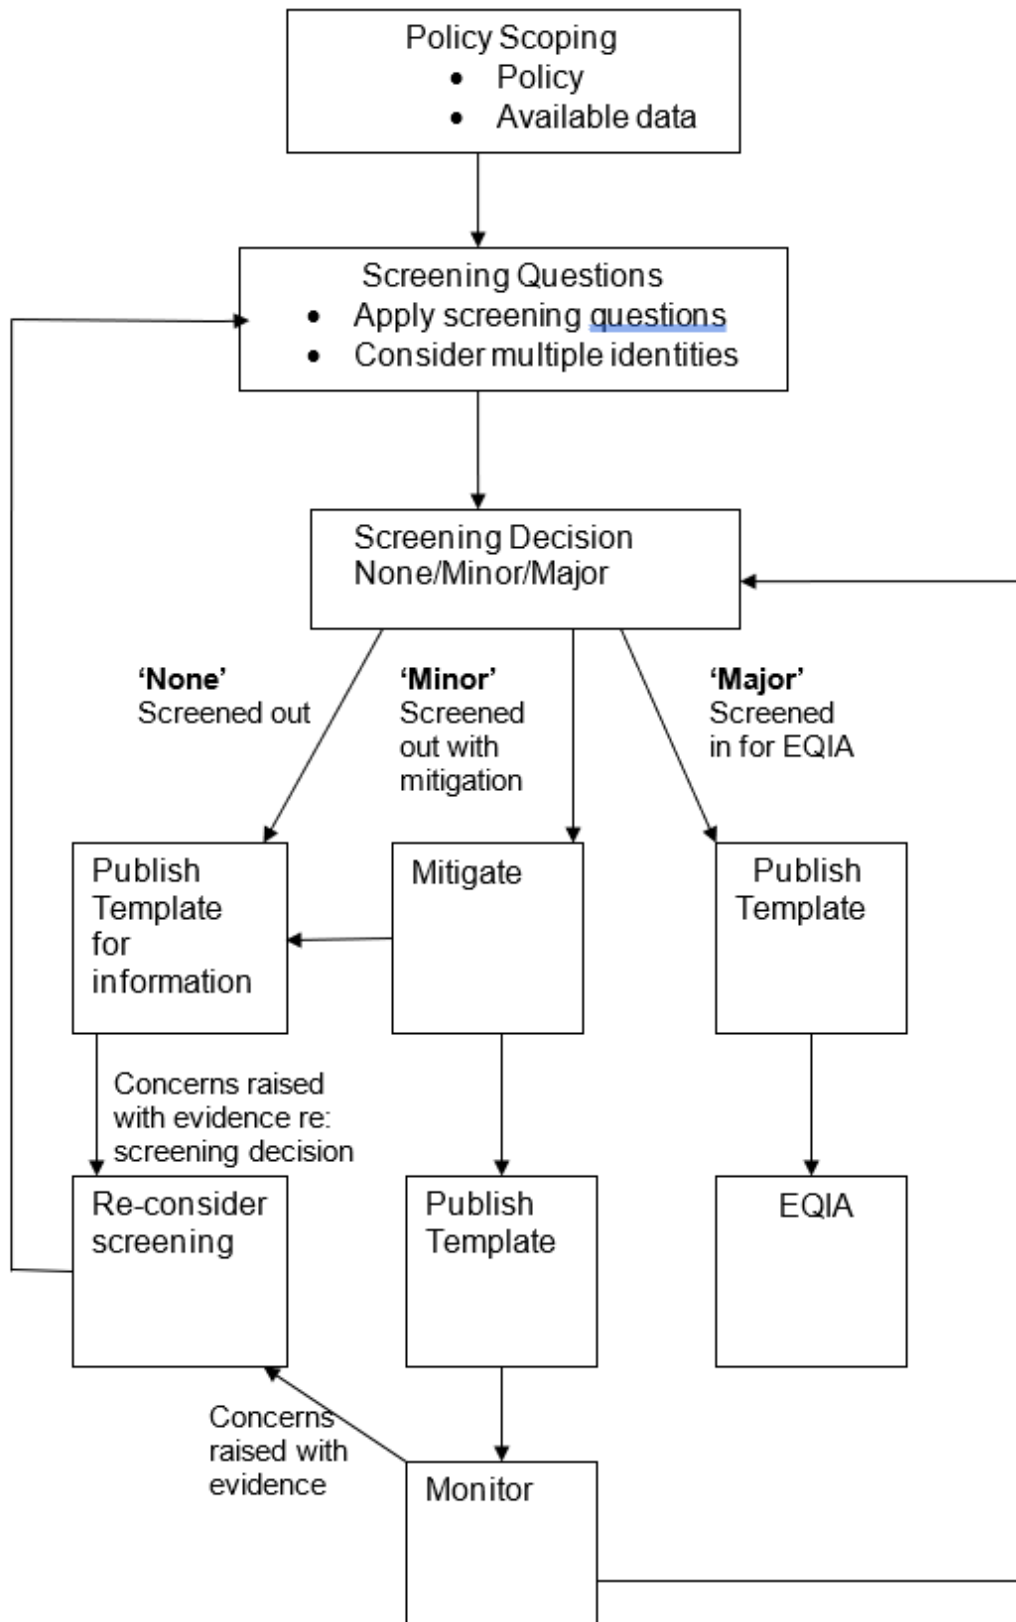 Policy Scoping
• Policy
• Available data
Screening Questions
• Apply screening questions
• Consider multiple identities
Screening Decision
None/Minor/Major
‘None’
Screened out
‘Minor’
Screened
out with
mitigation
‘Major’
Screened
in for EQIA
Publish
Template
for
information
Mitigate
Publish
Template
Concerns raised
with evidence re:
screening decision
Re-consider
screening
Publish
Template
EQIA
Concerns
raised with
evidence
Monitor